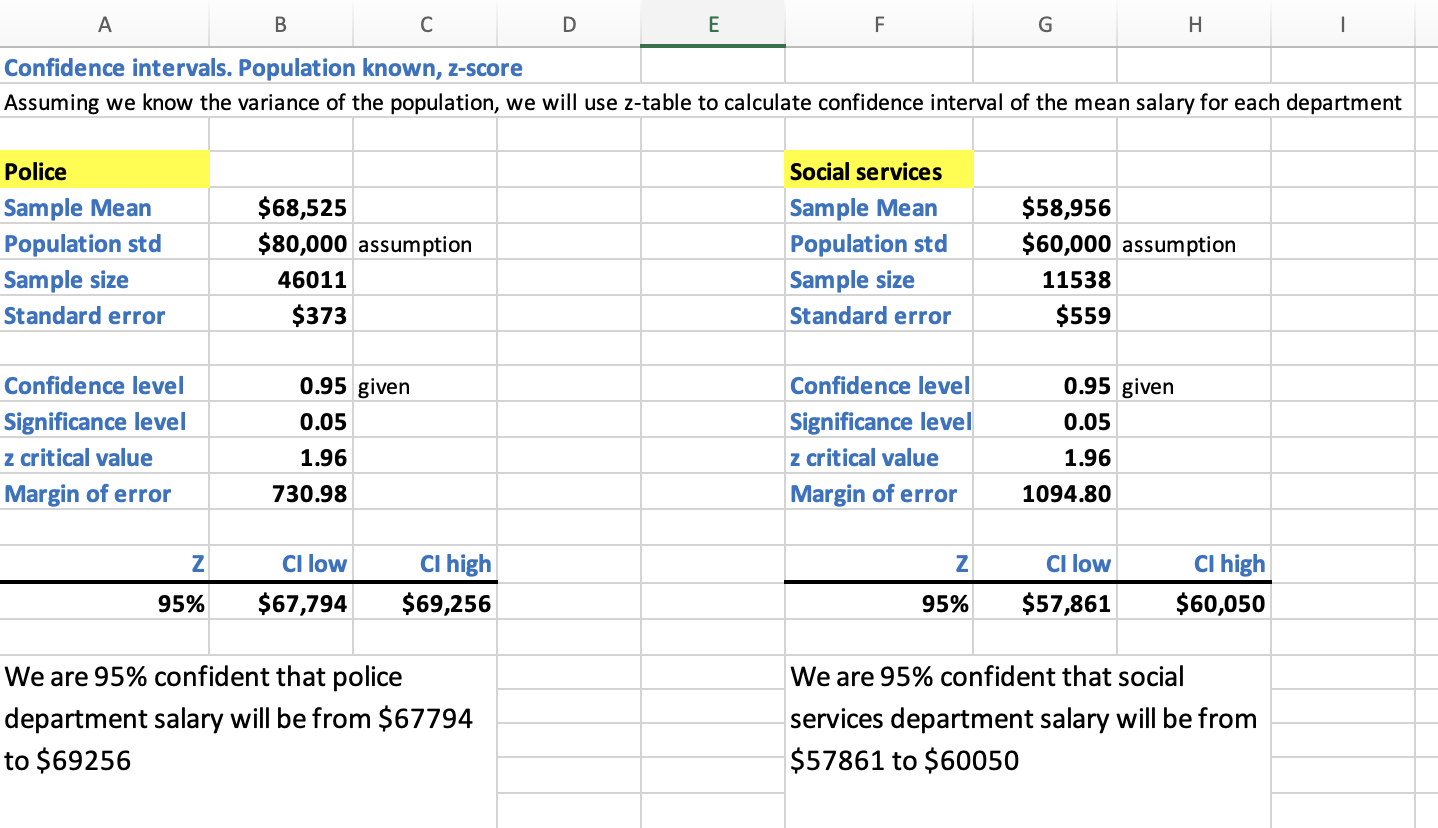 A B C D E F G H I
Confidence intervals. Population known, z-score
Assuming we know the variance of the population, we will use z-table to calculate confidence interval of the mean salary for each department
Police Social services
Sample Mean $68,525 Sample Mean $58,956
Population std $80,000 assumption Population std $60,000 assumption
Sample size 46011 Sample size 11538
Standard error $373 Standard error $559
Confidence level 0.95 given Confidence level 0.95 given
Significance level 0.05 Significance level 0.05
z critical value 1.96 z critical value 1.96
Margin of error 730.98 Margin of error 1094.80
Z CI low CI high Z CI low CI high
95% $67,794 $69,256 95% $57,861 $60,050
We are 95% confident that police
department salary will be from $67794
to $69256
We are 95% confident that social
services department salary will be from
$57861 to $60050